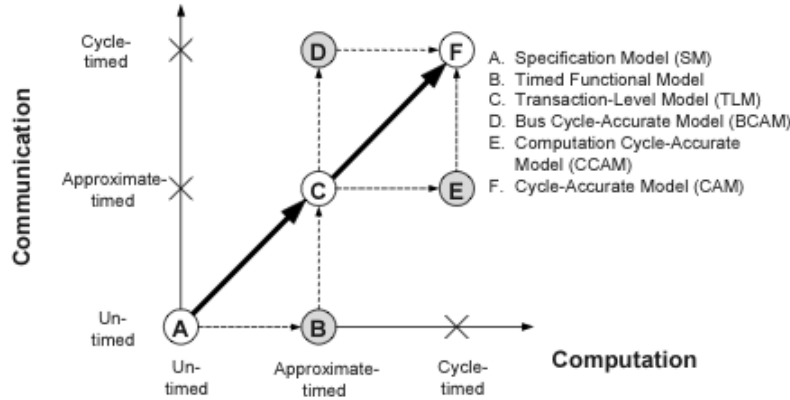 Communication
Cycle-
timed
Approximate-
timed
Un-
timed
D
F
C
E
A
B
A. Specification Model (SM)
B. Timed Functional Model
C. Transaction-Level Model (TLM)
D. Bus Cycle-Accurate Model (BCAM)
E. Computation Cycle-Accurate
Model (CCAM)
F. Cycle-Accurate Model (CAM)
Un-
timed
Approximate-
timed
Cycle-
timed
Computation